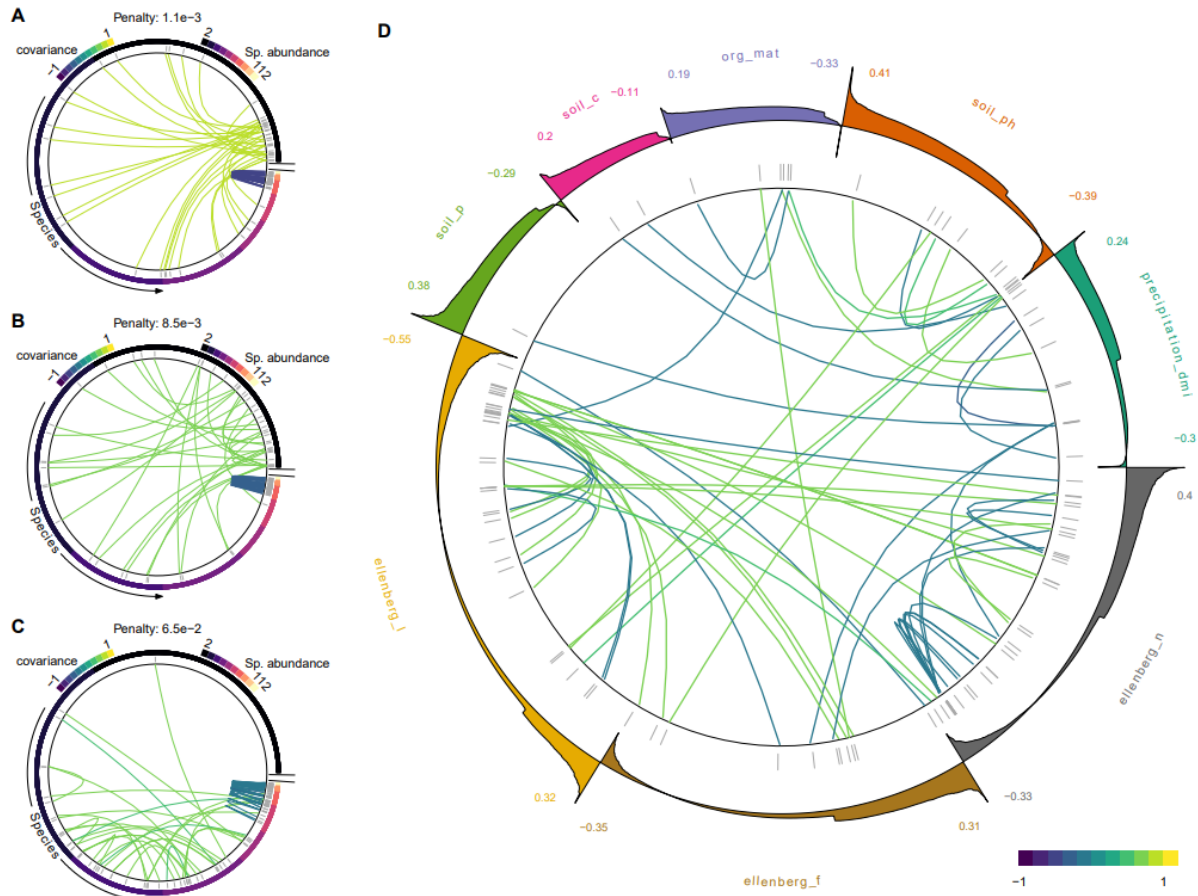 A
Penalty: 1.1e−3
covariance
−1
1
2
112
Sp. abundance
Species
B
Penalty: 8.5e−3
covariance
−1
1
2
112
Sp. abundance
Species
C
Penalty: 6.5e−2
covariance
−1
1
2
112
Sp. abundance
Species
D
org_mat
0.19
−0.33
soil_ph
0.41
−0.39
precipitation_dmi
0.24
−0.3
ellenberg_n
0.4
−0.33
ellenberg_f
0.31
−0.35
ellenberg_l
0.32
−0.55
soil_p
0.38
−0.29
soil_c
0.2
−0.11
−1
1